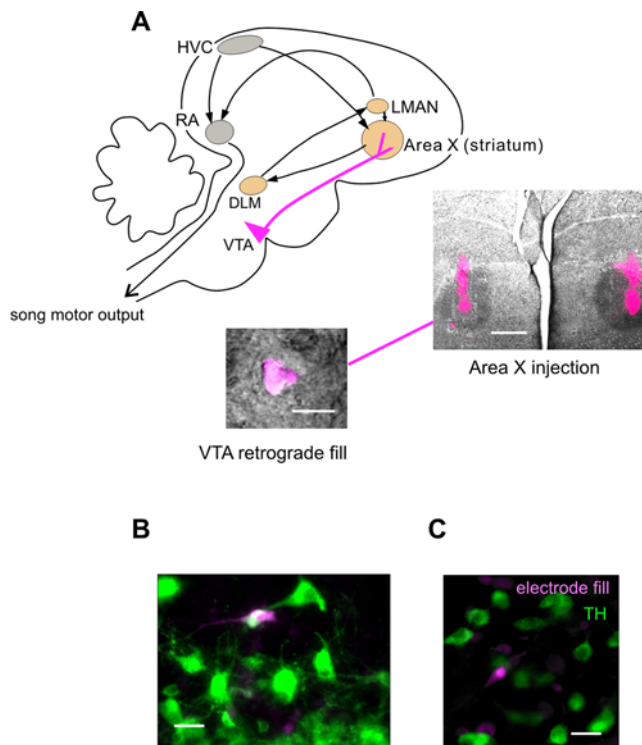 A
HVC
LMAN
RA
Area X (striatum)
DLM
VTA
song motor output
Area X injection
VTA retrograde fill
B
C
electrode fill
TH